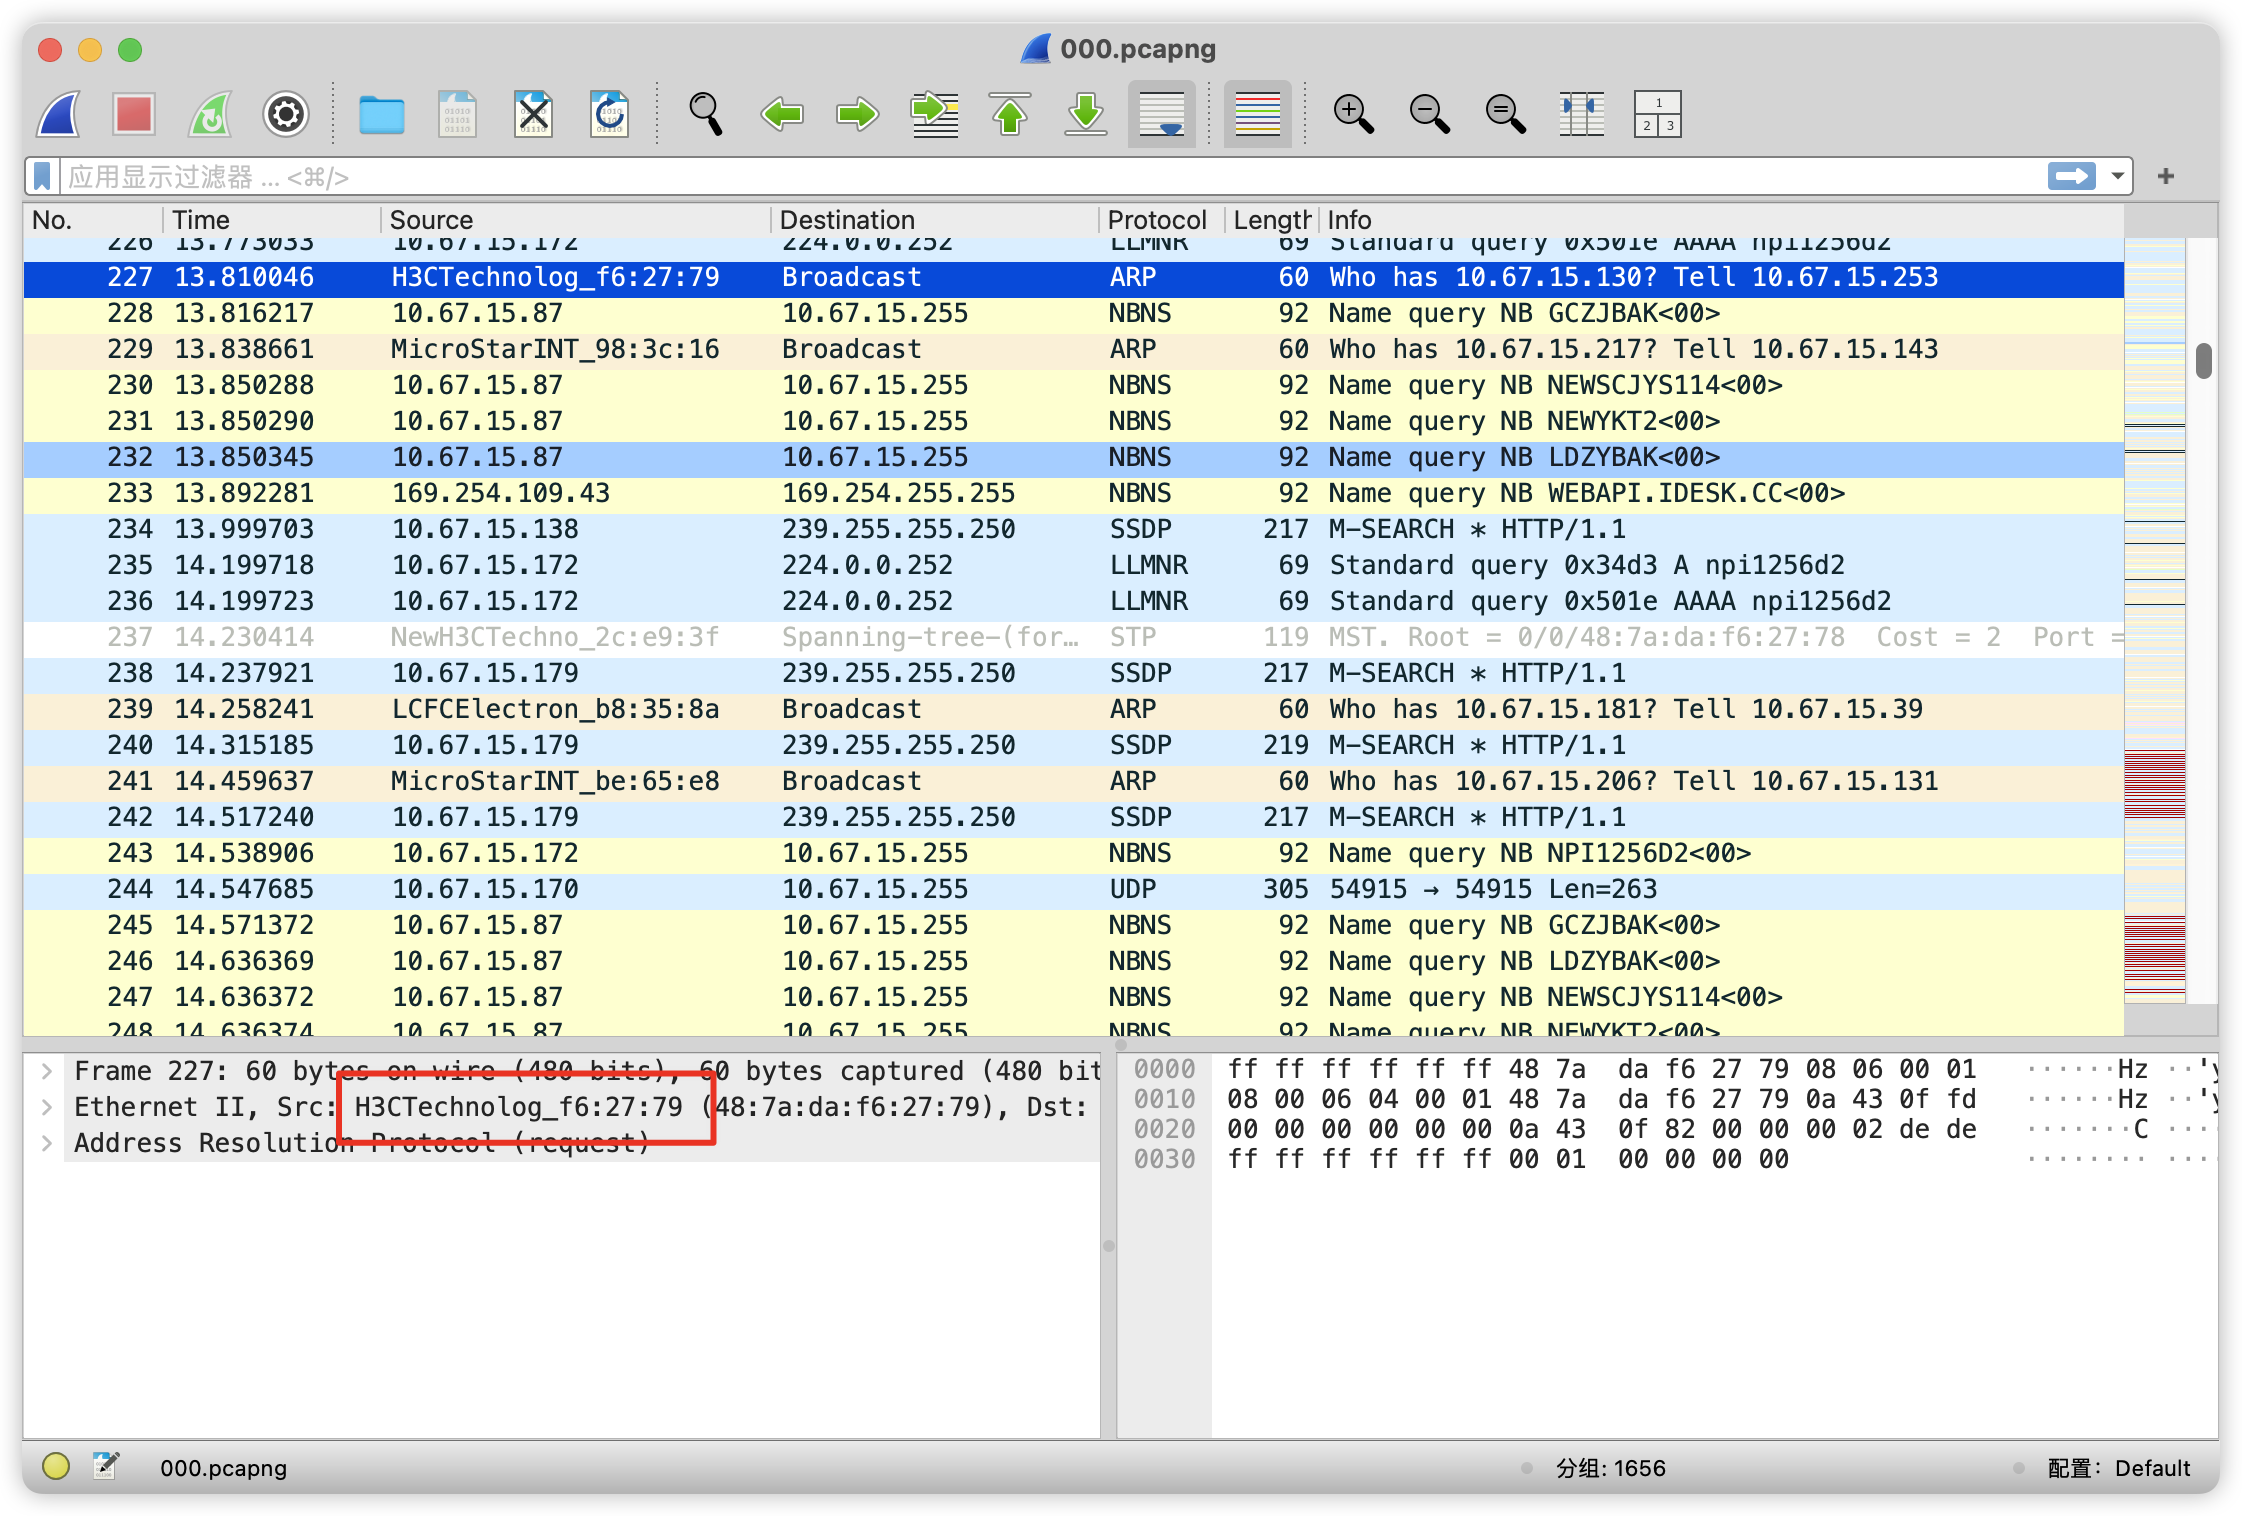 000.pcapng
应用显示过滤器 ... <⌘/>
No. Time Source Destination Protocol Length Info
226 13.773033 10.67.15.172 224.0.0.252 LLMNR 69 Standard query 0x501e AAAA npi1256d2
227 13.810046 H3CTechnolog_f6:27:79 Broadcast ARP 60 Who has 10.67.15.130? Tell 10.67.15.253
228 13.816217 10.67.15.87 10.67.15.255 NBNS 92 Name query NB GCZJBAK<00>
229 13.838661 MicroStarINT_98:3c:16 Broadcast ARP 60 Who has 10.67.15.217? Tell 10.67.15.143
230 13.850288 10.67.15.87 10.67.15.255 NBNS 92 Name query NB NEWSCJYS114<00>
231 13.850290 10.67.15.87 10.67.15.255 NBNS 92 Name query NB NEWYKT2<00>
232 13.850345 10.67.15.87 10.67.15.255 NBNS 92 Name query NB LDZYBAK<00>
233 13.892281 169.254.109.43 169.254.255.255 NBNS 92 Name query NB WEBAPI.IDESK.CC<00>
234 13.999703 10.67.15.138 239.255.255.250 SSDP 217 M-SEARCH * HTTP/1.1
235 14.199718 10.67.15.172 224.0.0.252 LLMNR 69 Standard query 0x34d3 A npi1256d2
236 14.199723 10.67.15.172 224.0.0.252 LLMNR 69 Standard query 0x501e AAAA npi1256d2
237 14.230414 NewH3CTechno_2c:e9:3f Spanning-tree-(for… STP 119 MST. Root = 0/0/48:7a:da:f6:27:78 Cost = 2 Port =
238 14.237921 10.67.15.179 239.255.255.250 SSDP 217 M-SEARCH * HTTP/1.1
239 14.258241 LCFCElectron_b8:35:8a Broadcast ARP 60 Who has 10.67.15.181? Tell 10.67.15.39
240 14.315185 10.67.15.179 239.255.255.250 SSDP 219 M-SEARCH * HTTP/1.1
241 14.459637 MicroStarINT_be:65:e8 Broadcast ARP 60 Who has 10.67.15.206? Tell 10.67.15.131
242 14.517240 10.67.15.179 239.255.255.250 SSDP 217 M-SEARCH * HTTP/1.1
243 14.538906 10.67.15.172 10.67.15.255 NBNS 92 Name query NB NPI1256D2<00>
244 14.547685 10.67.15.170 10.67.15.255 UDP 305 54915 → 54915 Len=263
245 14.571372 10.67.15.87 10.67.15.255 NBNS 92 Name query NB GCZJBAK<00>
246 14.636369 10.67.15.87 10.67.15.255 NBNS 92 Name query NB LDZYBAK<00>
247 14.636372 10.67.15.87 10.67.15.255 NBNS 92 Name query NB NEWSCJYS114<00>
248 14.636374 10.67.15.87 10.67.15.255 NBNS 92 Name query NB NEWYKT2<00>
Frame 227: 60 bytes on wire (480 bits), 60 bytes captured (480 bit
Ethernet II, Src: H3CTechnolog_f6:27:79 (48:7a:da:f6:27:79), Dst:
Address Resolution Protocol (request)
0000 ff ff ff ff ff ff 48 7a da f6 27 79 08 06 00 01 ······Hz ··'y
0010 08 00 06 04 00 01 48 7a da f6 27 79 0a 43 0f fd ······Hz ··'y
0020 00 00 00 00 00 00 0a 43 0f 82 00 00 00 02 de de ·······C ····
0030 ff ff ff ff ff ff 00 01 00 00 00 00 ········ ····
000.pcapng
分组: 1656
配置: Default